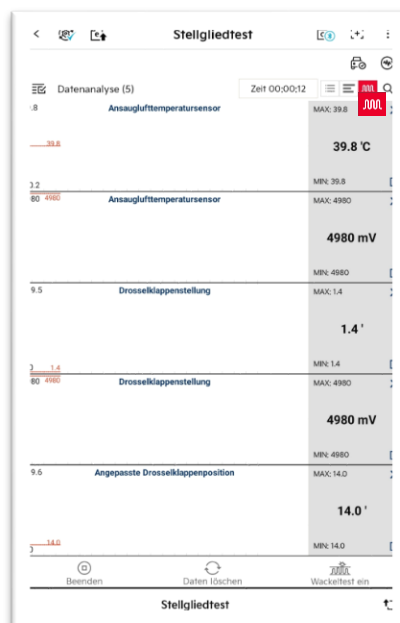 Stellgliedtest
Datenanalyse (5)
Zeit 00;00;12
.8
Ansauglufttemperatursensor
MAX: 39.8
39.8
39.8 'C
0.2
MIN: 39.8
80 4980
Ansauglufttemperatursensor
MAX: 4980
4980 mV
MIN: 4980
9.5
Drosselklappenstellung
MAX: 1.4
1.4 '
1.4
MIN: 1.4
80 4980
Drosselklappenstellung
MAX: 4980
4980 mV
MIN: 4980
9.6
Angepasste Drosselklappenposition
MAX: 14.0
14.0 '
14.0
MIN: 14.0
Beenden
Daten löschen
Wackeltest ein
Stellgliedtest